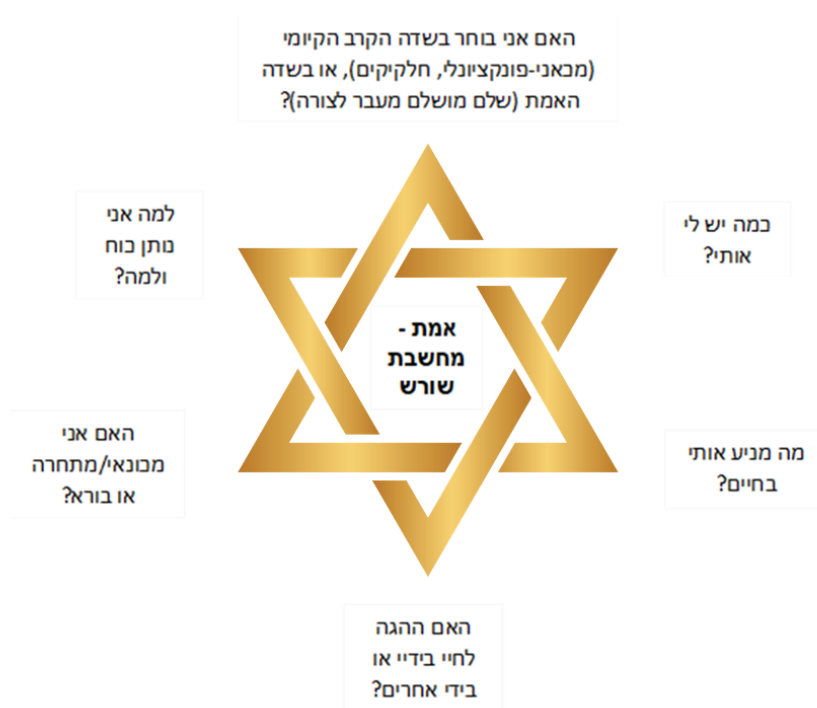 האם אני בוחר בשדה הקרב הקיומי
(מכאני-פונקציונלי, חלקיקים), או בשדה
האמת (שלם מושלם מעבר לצורה)?
כמה יש לי
אותי?
מה מניע אותי
בחיים?
האם ההגה
לחיי בידיי או
בידי אחרים?
האם אני
מכונאי/מתחרה
או בורא?
למה אני
נותן כוח
ולמה?
אמת -
מחשבת
שורש